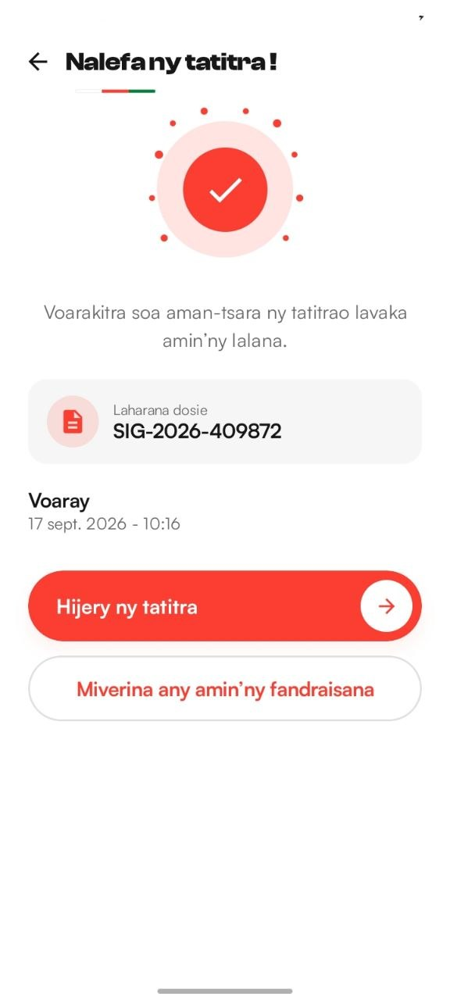 Nalefa ny tatitra !
Voarakitra soa aman-tsara ny tatitrao lavaka
amin’ny lalana.
Laharana dosie
SIG-2026-409872
Voaray
17 sept. 2026 - 10:16
Hijery ny tatitra
Miverina any amin’ny fandraisana